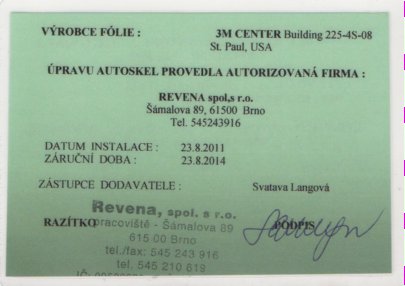 VÝROBCE FÓLIE : 3M CENTER Building 225-4S-08
St. Paul, USA
ÚPRAVU AUTOSKEL PROVEDLA AUTORIZOVANÁ FIRMA :
REVENA spol,s r.o.
Šámalova 89, 61500 Brno
Tel. 545243916
DATUM INSTALACE : 23.8.2011
ZÁRUČNÍ DOBA : 23.8.2014
ZÁSTUPCE DODAVATELE : Svatava Langová
RAZÍTKO PODPIS
Revena, spol. s r.o.
pracoviště - Šámalova 89
615 00 Brno
tel./fax: 545 243 916
tel. 545 210 619